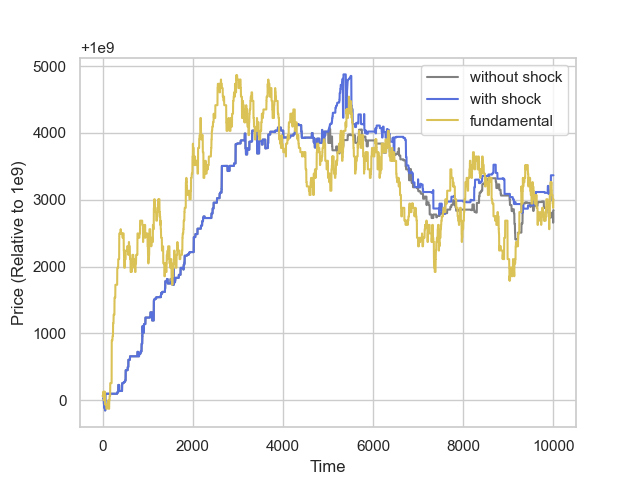 +1e9
5000
4000
3000
2000
1000
0
Price (Relative to 1e9)
without shock
with shock
fundamental
0 2000 4000 6000 8000 10000
Time